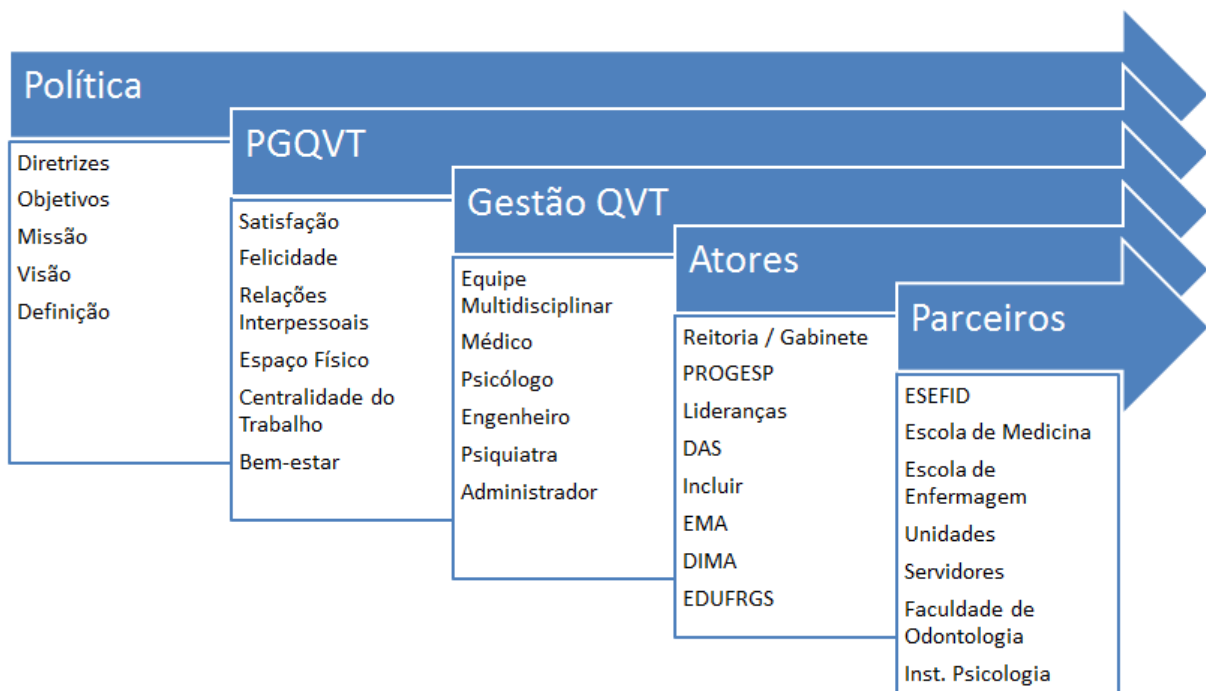 Política
Diretrizes
Objetivos
Missão
Visão
Definição
PGQVT
Satisfação
Felicidade
Relações
Interpessoais
Espaço Físico
Centralidade do
Trabalho
Bem-estar
Gestão QVT
Equipe
Multidisciplinar
Médico
Psicólogo
Engenheiro
Psiquiatra
Administrador
Atores
Reitoria / Gabinete
PROGESP
Lideranças
DAS
Incluir
EMA
DIMA
EDUFRGS
Parceiros
ESEFID
Escola de Medicina
Escola de
Enfermagem
Unidades
Servidores
Faculdade de
Odontologia
Inst. Psicologia